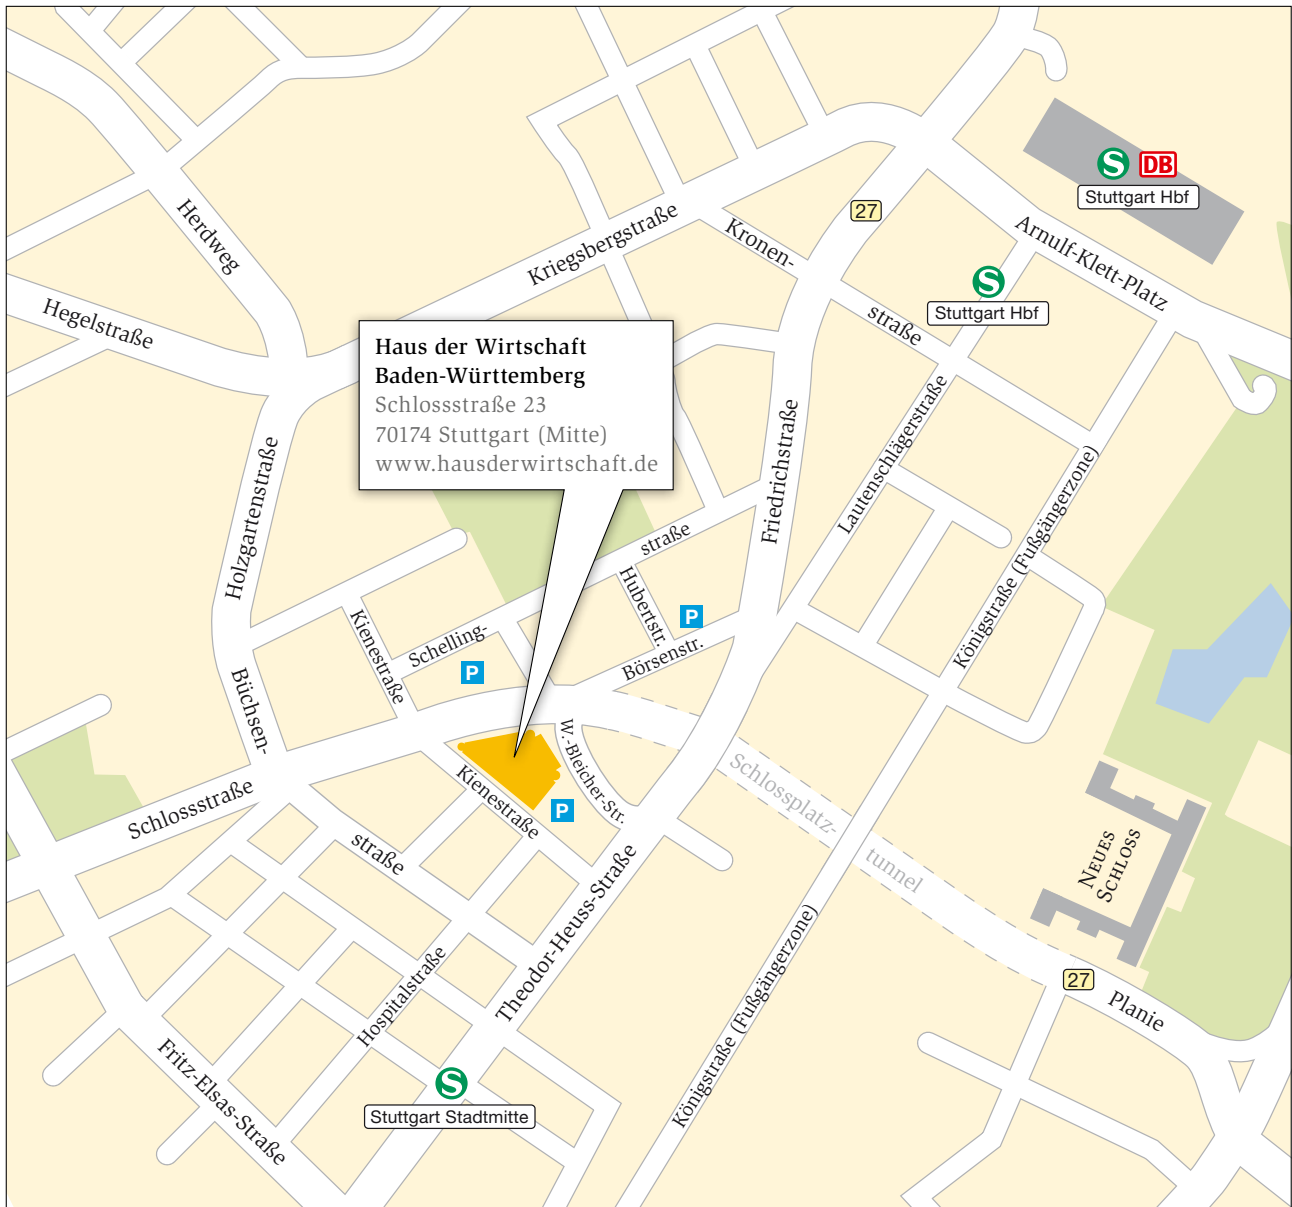 S DB
Stuttgart Hbf
27
Herdweg
Kriegsbergstraße
Kronen-
Arnulf-Klett-Platz
S
Stuttgart Hbf
Hegelstraße
straße
Haus der Wirtschaft
Baden-Württemberg
Schlossstraße 23
70174 Stuttgart (Mitte)
www.hausderwirtschaft.de
Holzgartenstraße
Friedrichstraße
Lautenschlägerstraße
Königstraße (Fußgängerzone)
straße
Hubertstr.
P
Kienestraße
Schelling-
P
Börsenstr.
Büchsen-
W.-Bleicher-Str.
Schlossstraße
Kienestraße
P
Schlossplatz-
tunnel
straße
NEUES
SCHLOSS
Theodor-Heuss-Straße
Hospitalstraße
Königstraße (Fußgängerzone)
27
Planie
Fritz-Elsas-Straße
S
Stuttgart Stadtmitte